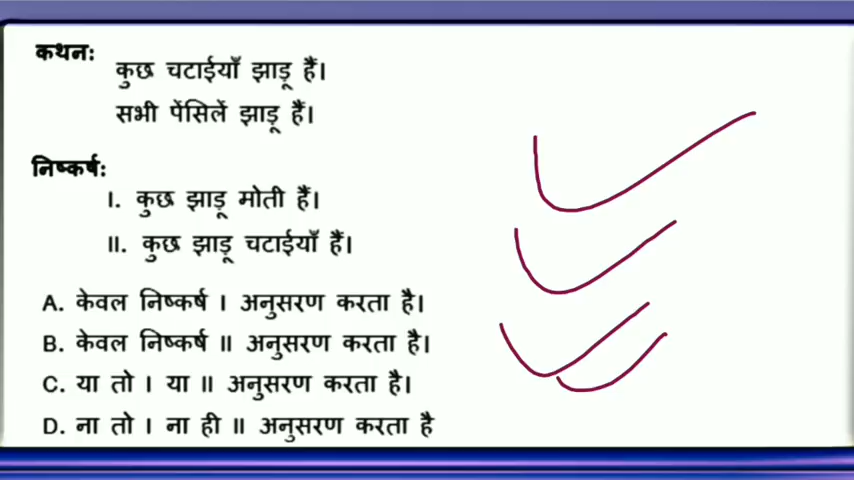 कथन:
कुछ चटाईयाँ झाड़ू हैं।
सभी पेंसिलें झाड़ू हैं।
निष्कर्ष:
I. कुछ झाड़ू मोती हैं।
II. कुछ झाड़ू चटाईयाँ हैं।
A. केवल निष्कर्ष I अनुसरण करता है।
B. केवल निष्कर्ष II अनुसरण करता है।
C. या तो I या II अनुसरण करता है।
D. ना तो I ना ही II अनुसरण करता है